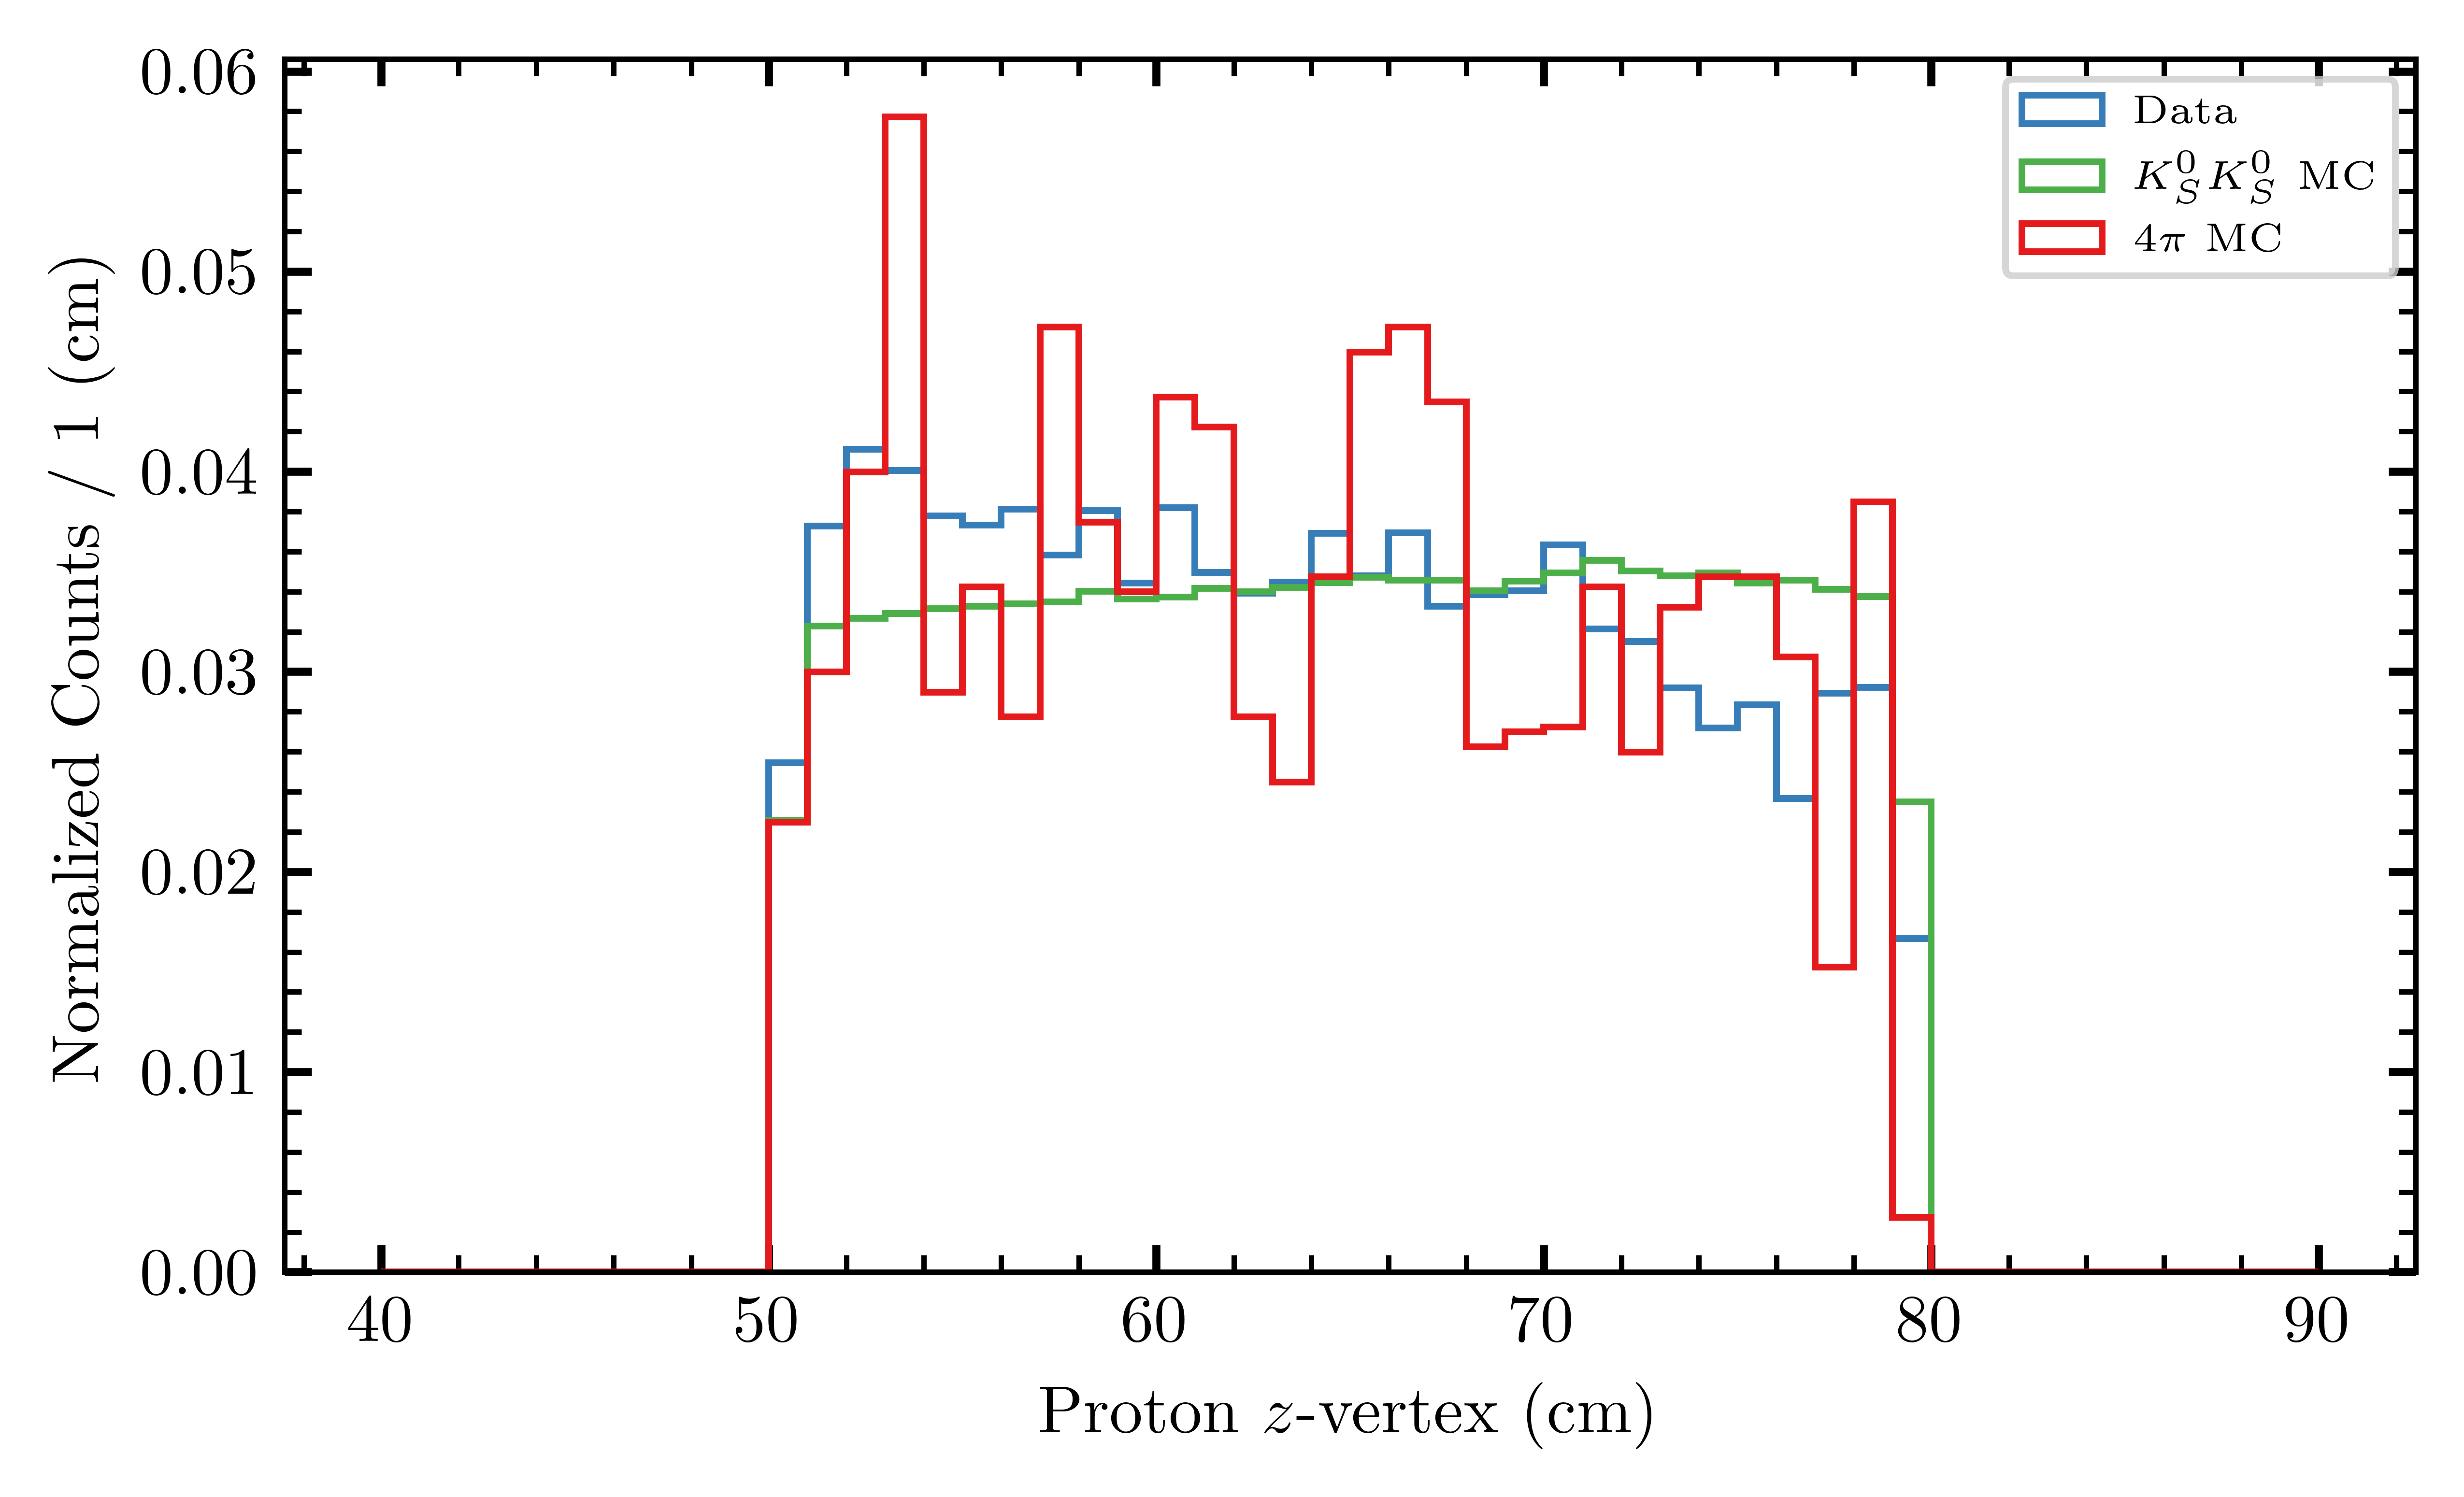 Normalized Counts / 1 (cm)
0.06
0.05
0.04
0.03
0.02
0.01
0.00
Data
$K_S^0 K_S^0$ MC
4π MC
40 50 60 70 80 90
Proton z-vertex (cm)